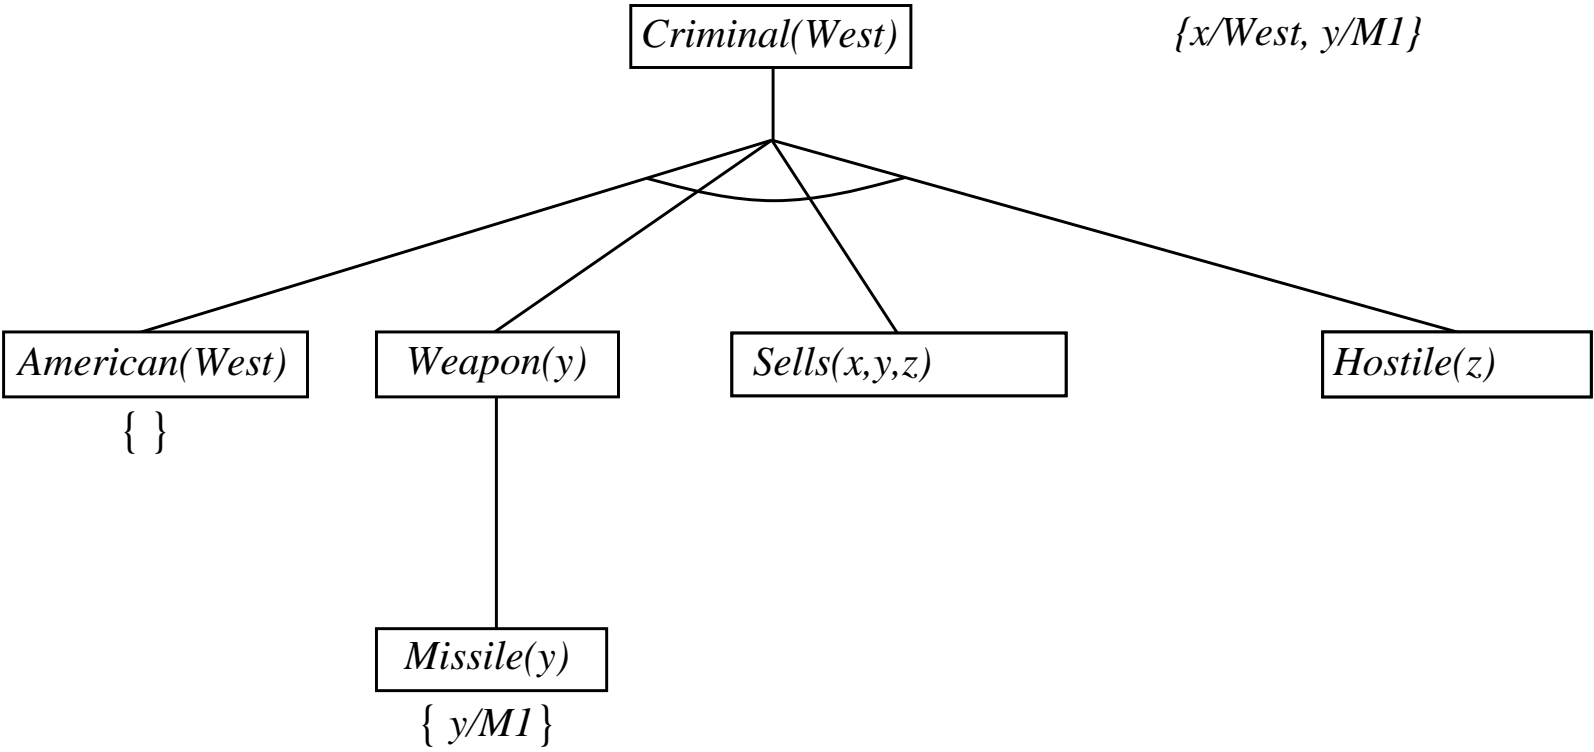 Criminal(West)
{x/West, y/M1}
American(West)
Weapon(y)
Sells(x,y,z)
Hostile(z)
{ }
Missile(y)
{ y/M1 }